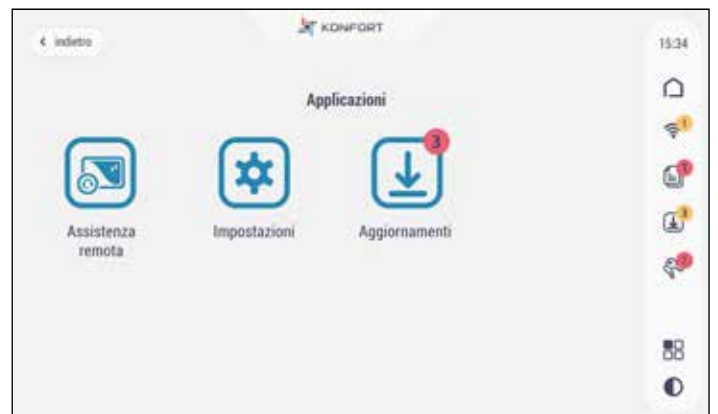 KONFORT
indietro
15:34
Applicazioni
3
Assistenza
remota
Impostazioni
Aggiornamenti